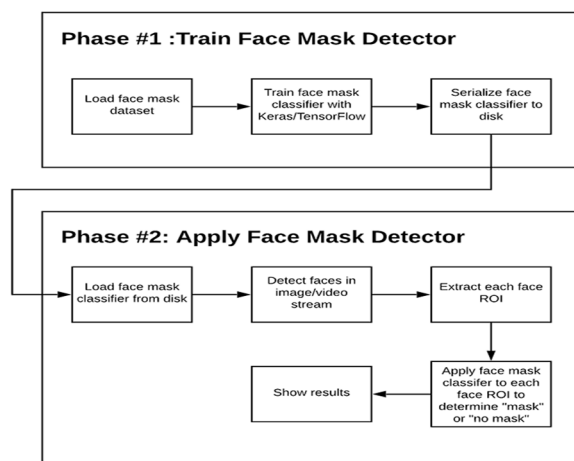 Phase #1 :Train Face Mask Detector
Load face mask
dataset
Train face mask
classifier with
Keras/TensorFlow
Serialize face
mask classifier to
disk
Phase #2: Apply Face Mask Detector
Load face mask
classifier from disk
Detect faces in
image/video
stream
Extract each face
ROI
Apply face mask
classifer to each
face ROI to
determine "mask"
or "no mask"
Show results